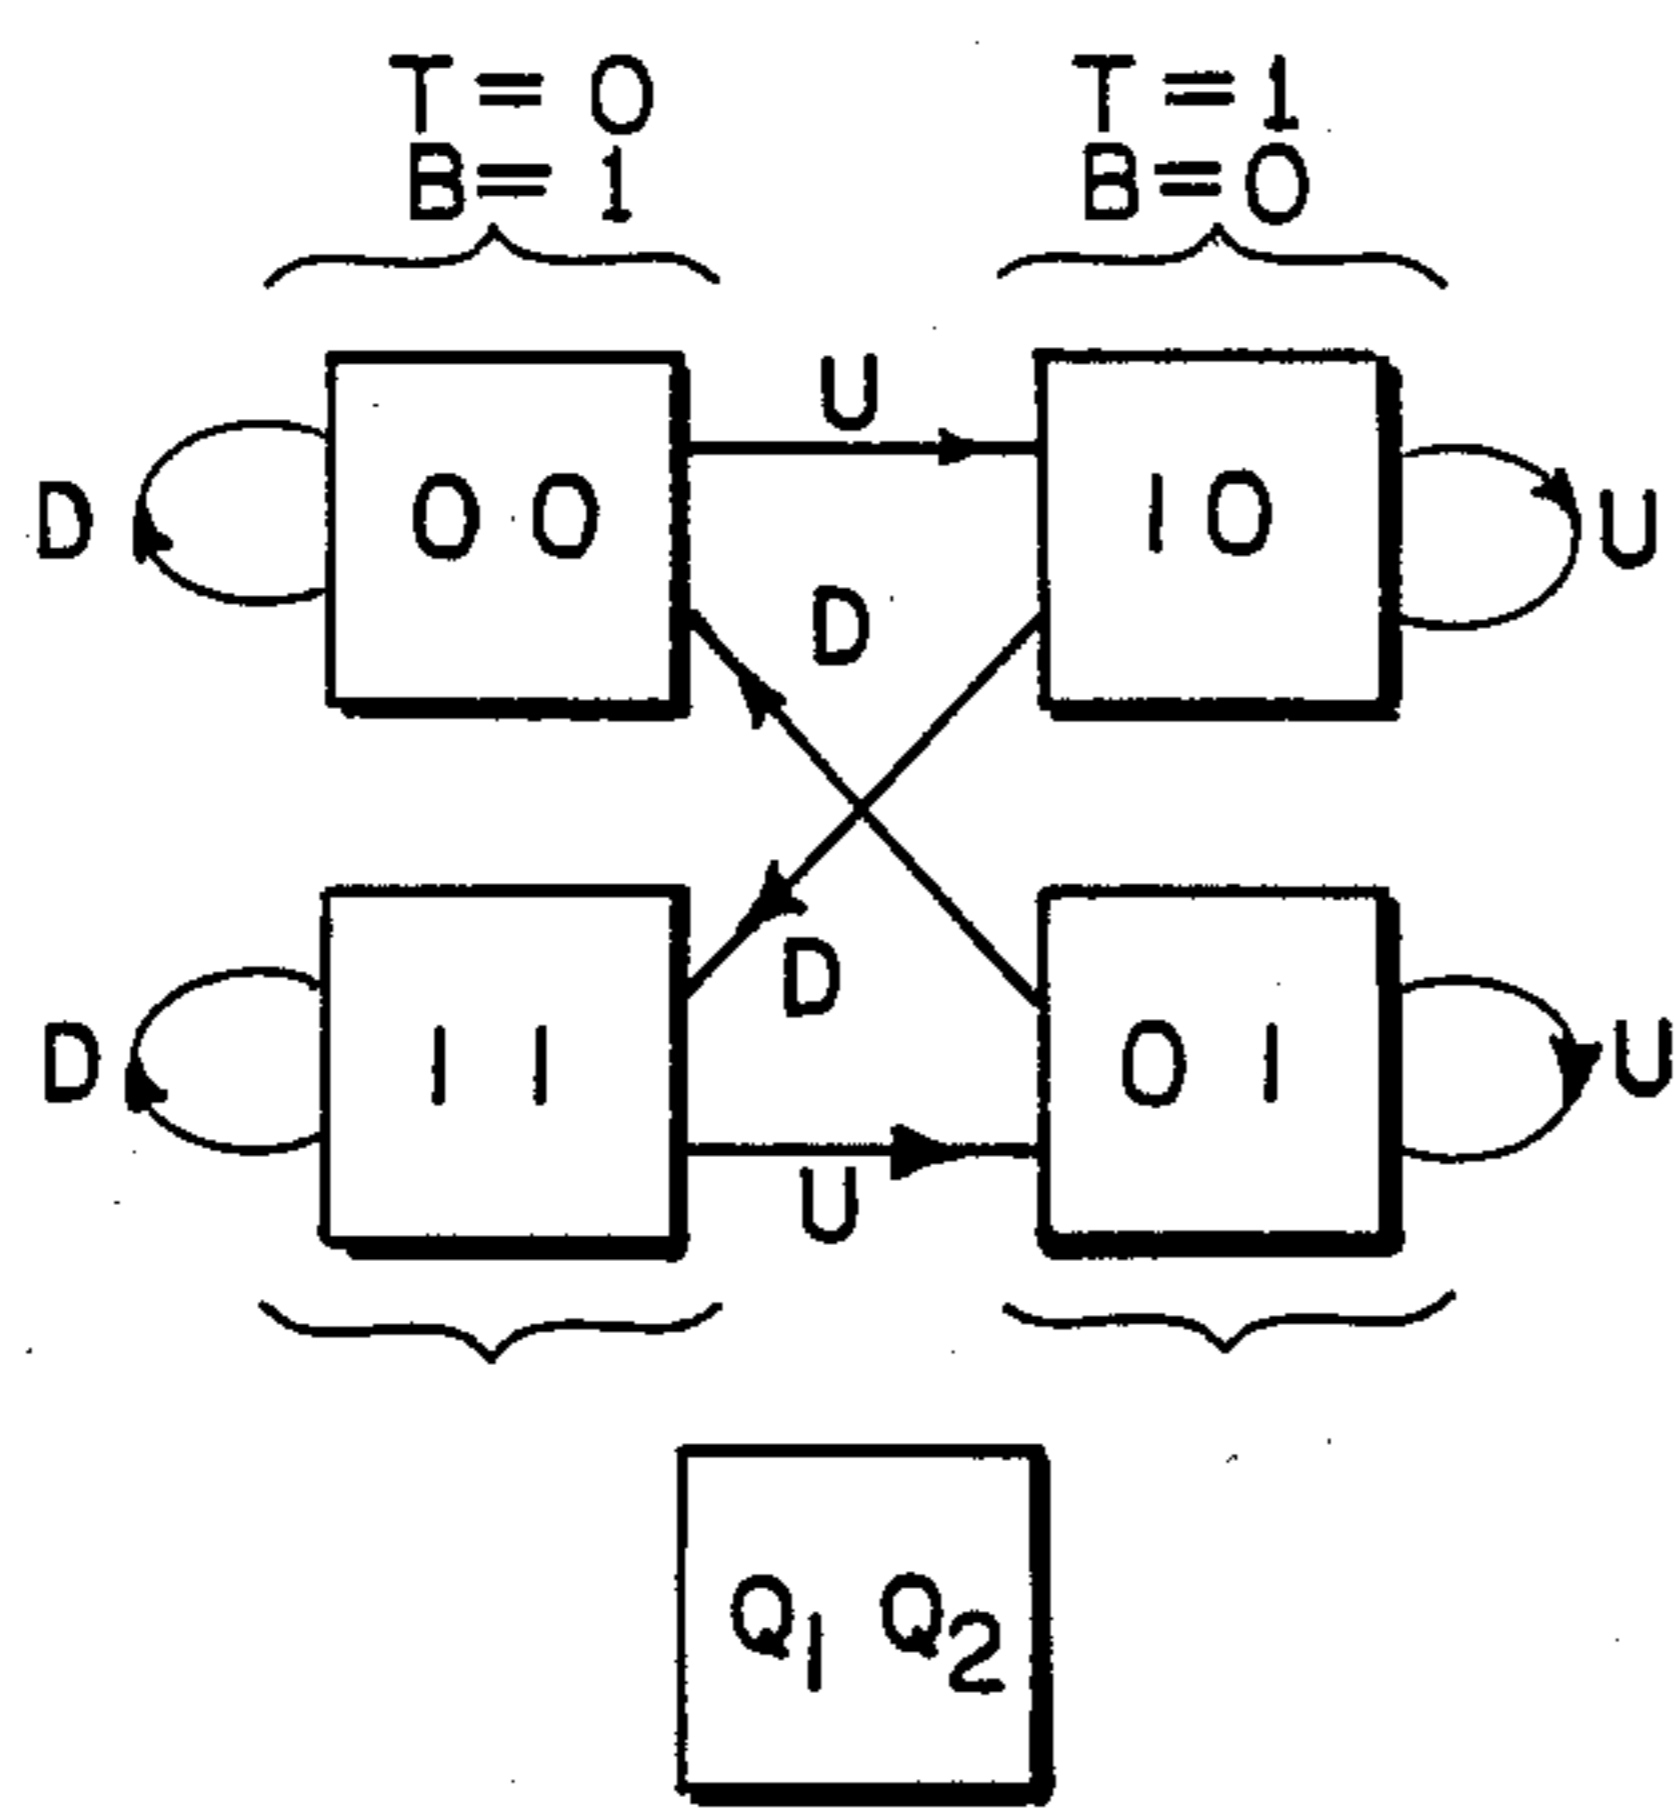 T = 0 T = 1
B = 1 B = 0
U
D 0 0 1 0 U
D
D
D 1 1 0 1 U
U
Q1 Q2